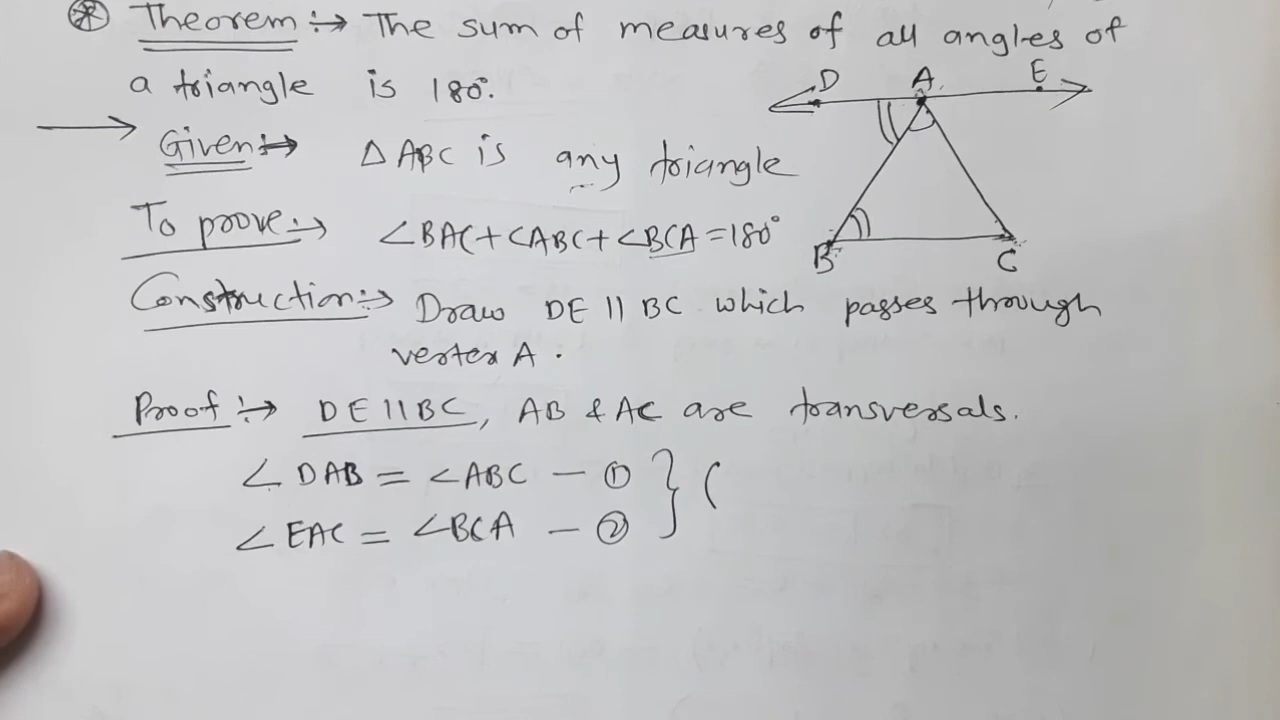 Theorem :→ The sum of measures of all angles of
a triangle is 180°.
Given :→ △ABC is any triangle
To prove :→ ∠BAC+∠ABC+∠BCA=180°
Construction :→ Draw DE || BC which passes through
vertex A.
Proof :→ DE || BC, AB & AC are transversals.
∠DAB = ∠ABC — ①
∠EAC = ∠BCA — ② } (
D A E
B C